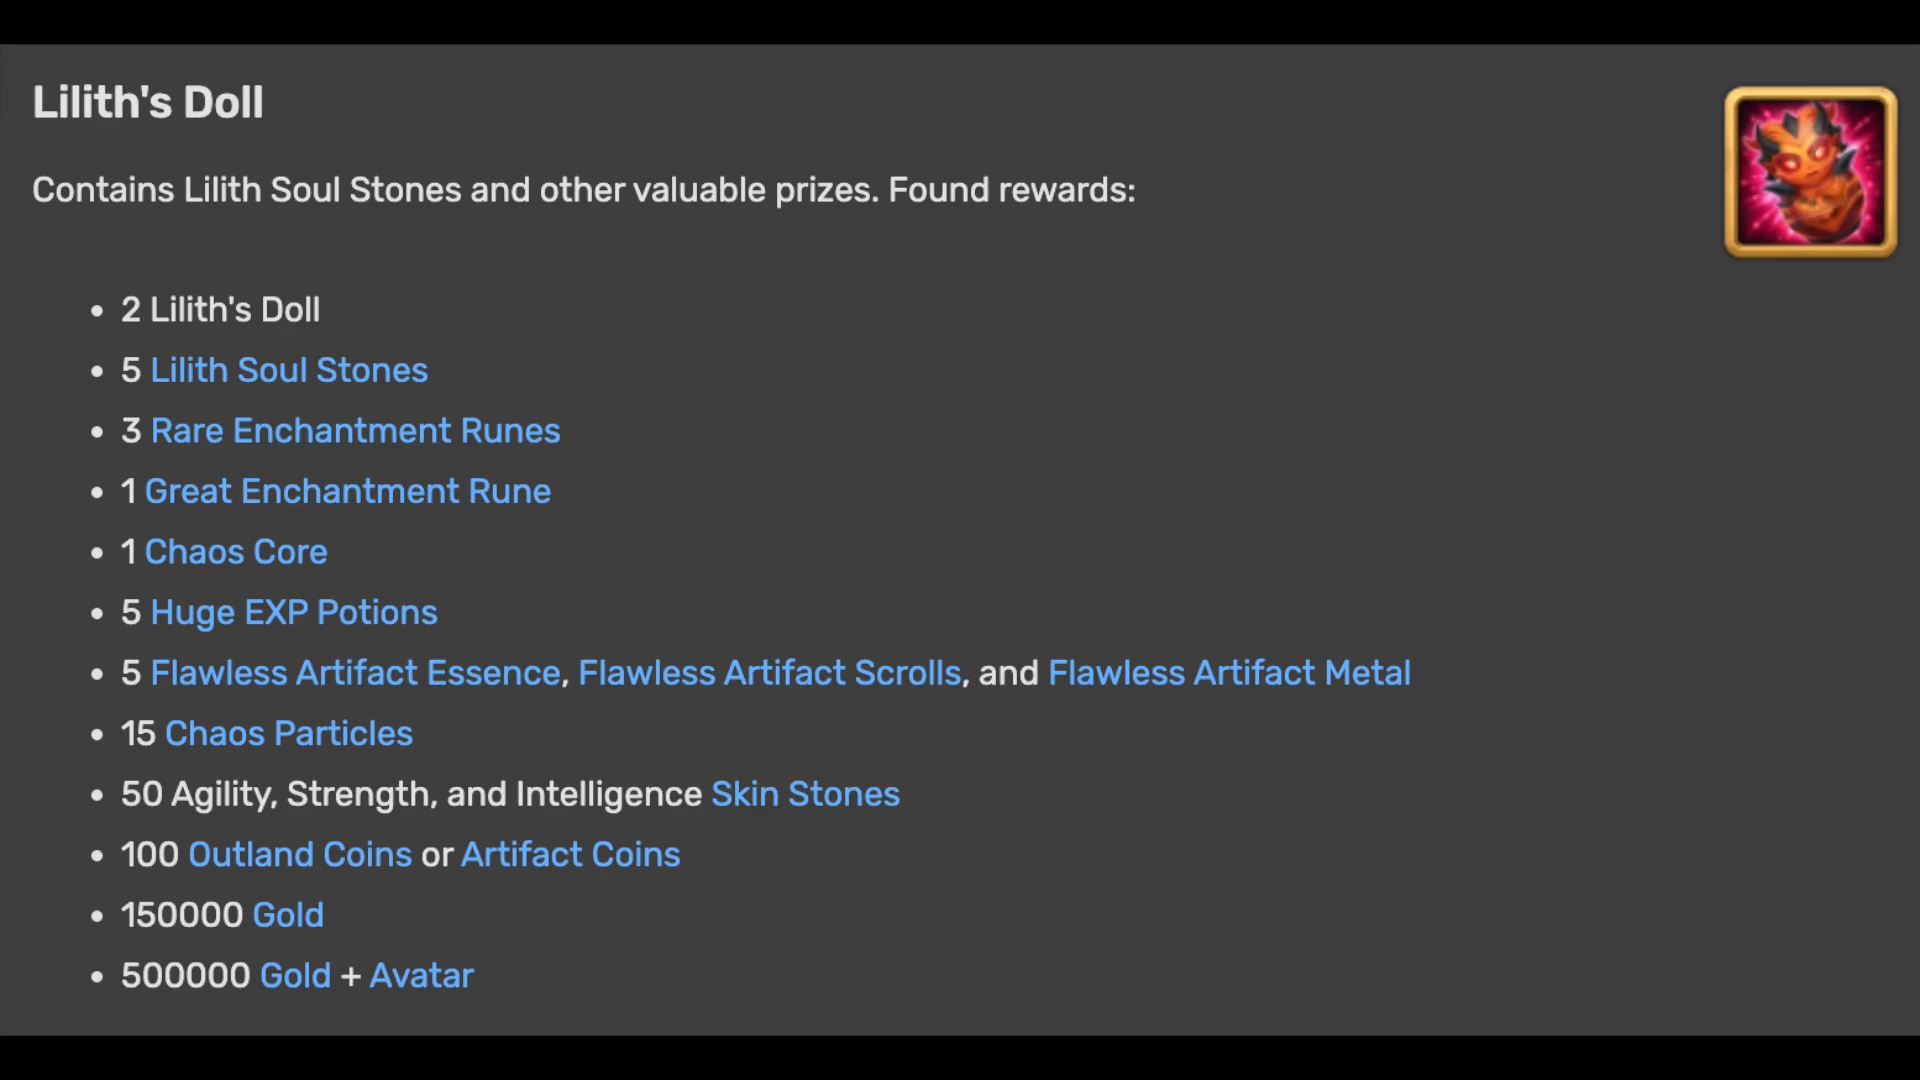 Lilith's Doll
Contains Lilith Soul Stones and other valuable prizes. Found rewards:
• 2 Lilith's Doll
• 5 Lilith Soul Stones
• 3 Rare Enchantment Runes
• 1 Great Enchantment Rune
• 1 Chaos Core
• 5 Huge EXP Potions
• 5 Flawless Artifact Essence, Flawless Artifact Scrolls, and Flawless Artifact Metal
• 15 Chaos Particles
• 50 Agility, Strength, and Intelligence Skin Stones
• 100 Outland Coins or Artifact Coins
• 150000 Gold
• 500000 Gold + Avatar